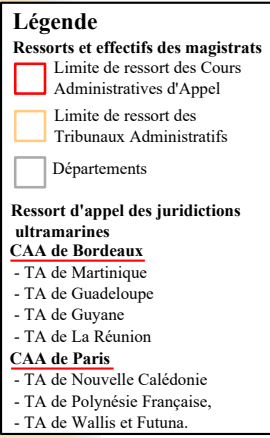 Légende
Ressorts et effectifs des magistrats
Limite de ressort des Cours
Administratives d'Appel
Limite de ressort des
Tribunaux Administratifs
Départements
Ressort d'appel des juridictions
ultramarines
CAA de Bordeaux
- TA de Martinique
- TA de Guadeloupe
- TA de Guyane
- TA de La Réunion
CAA de Paris
- TA de Nouvelle Calédonie
- TA de Polynésie Française,
- TA de Wallis et Futuna.